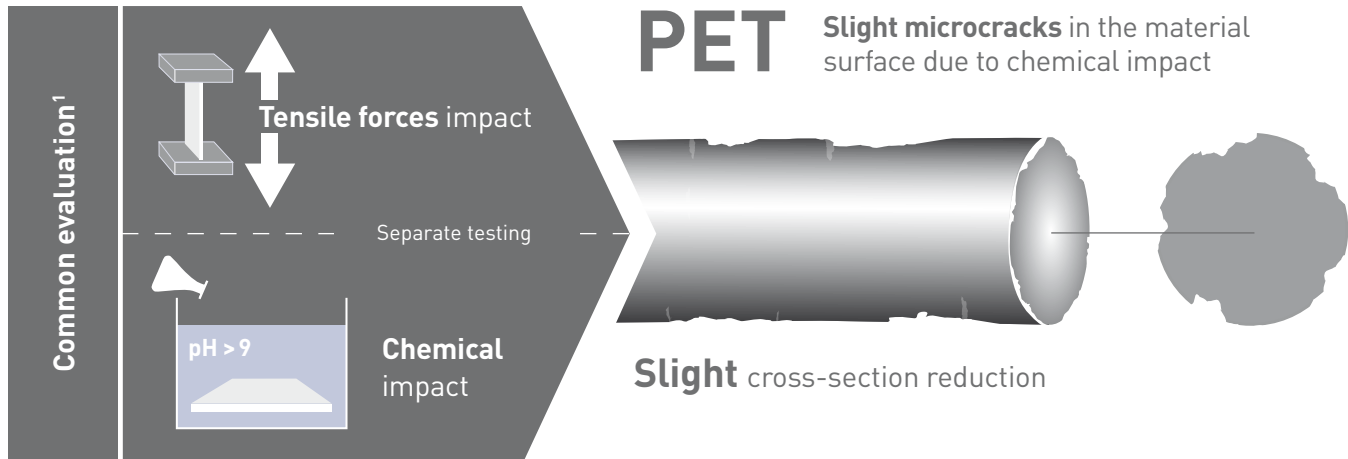 Common evaluation¹
Tensile forces impact
Separate testing
pH > 9
Chemical
impact
PET
Slight microcracks in the material
surface due to chemical impact
Slight cross-section reduction